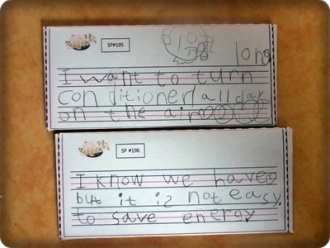 SP#195
long
I want to turn
conditioner all day
on the air
SP #196
I know we have
but it is not easy
to save energy